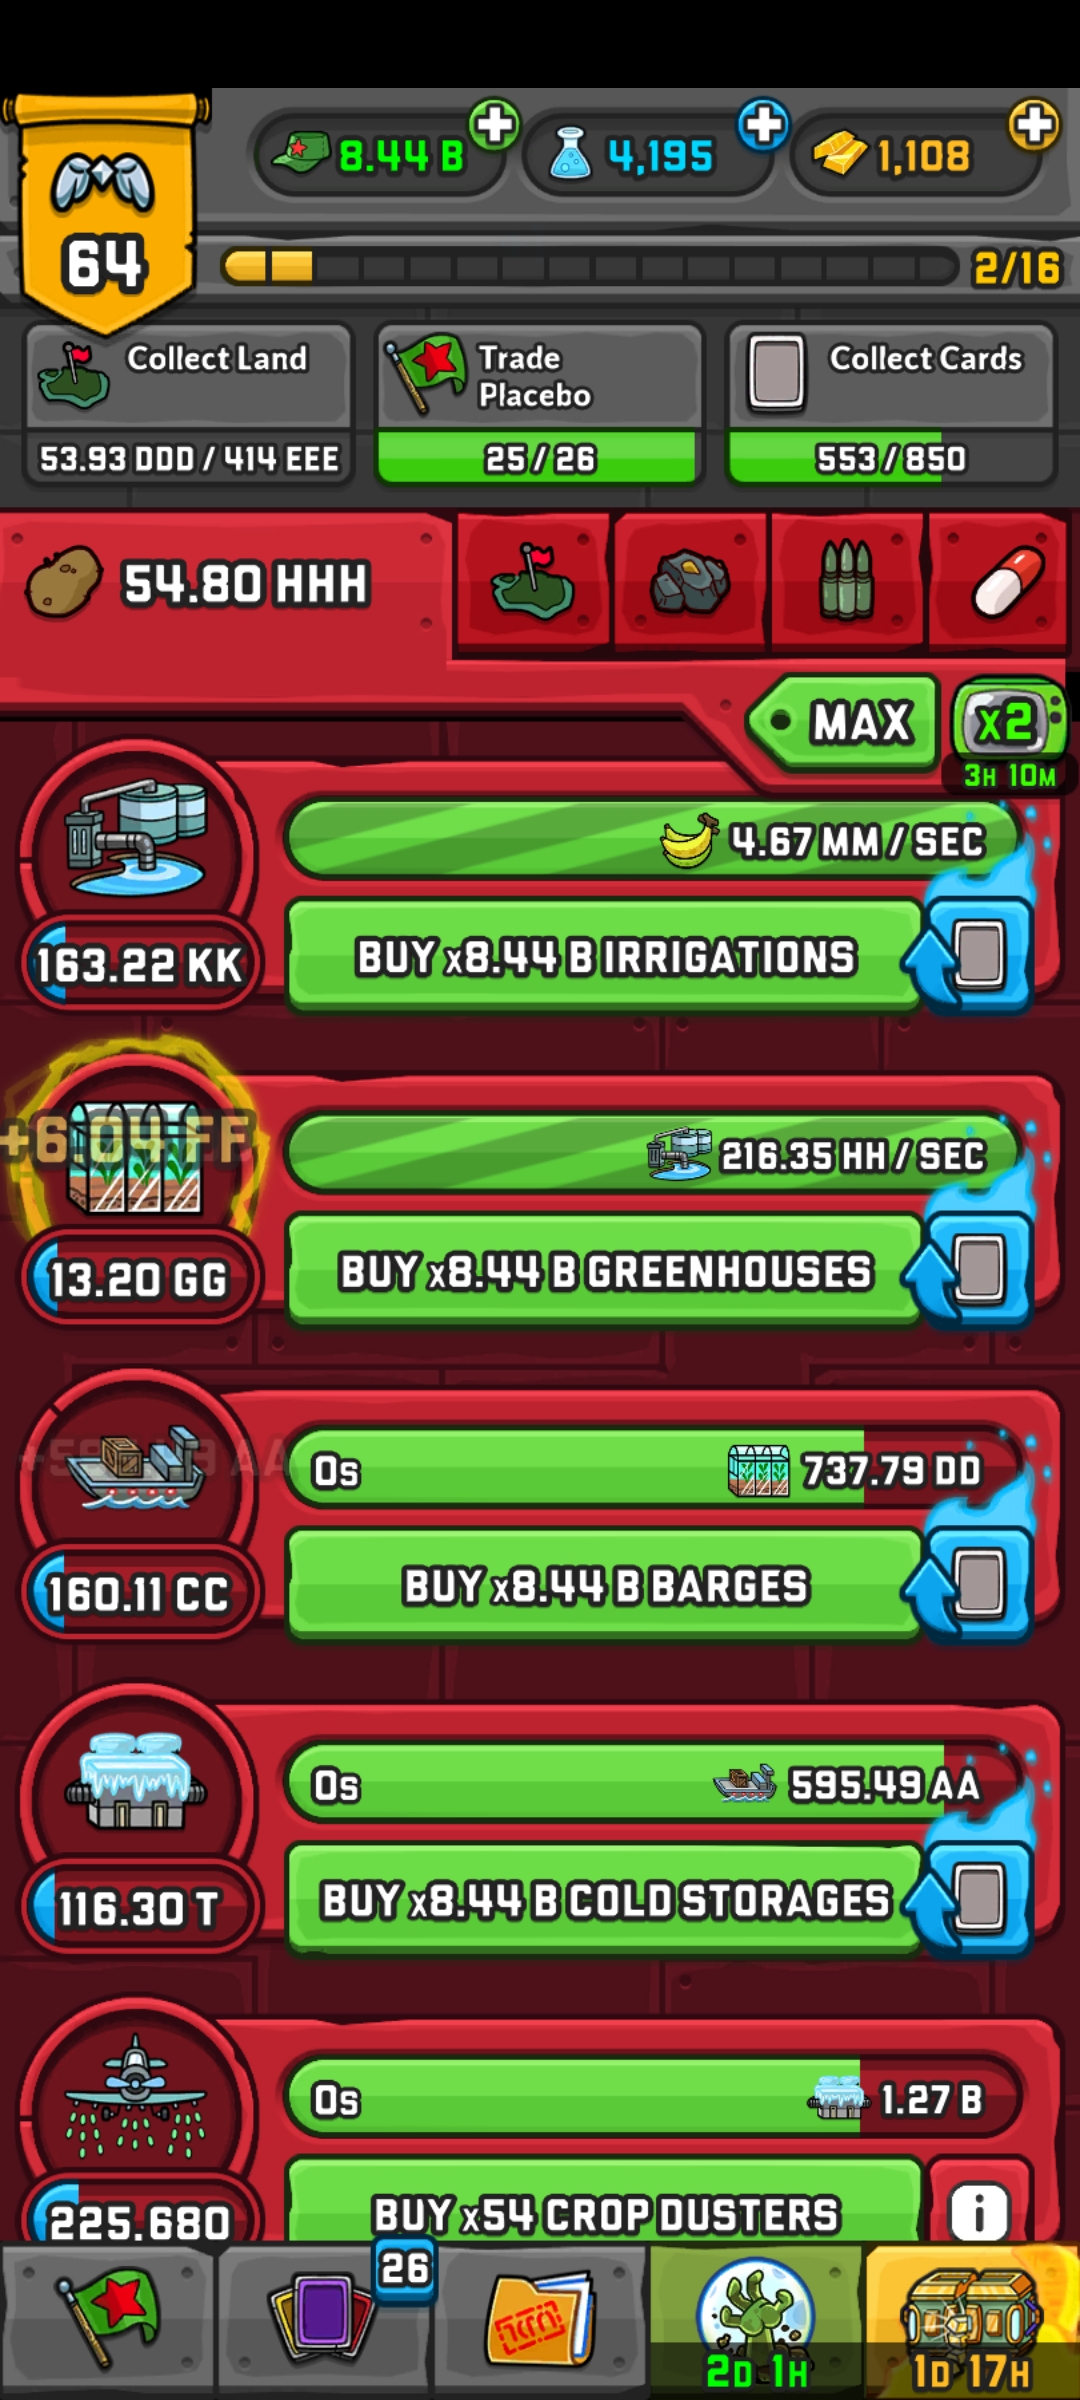 8.44 B
4,195
1,108
64
2/16
Collect Land
53.93 DDD / 414 EEE
Trade
Placebo
25 / 26
Collect Cards
553 / 850
54.80 HHH
MAX
x2
3H 10M
4.67 MM / SEC
163.22 KK
BUY x8.44 B IRRIGATIONS
216.35 HH / SEC
13.20 GG
BUY x8.44 B GREENHOUSES
0s
737.79 DD
160.11 CC
BUY x8.44 B BARGES
0s
595.49 AA
116.30 T
BUY x8.44 B COLD STORAGES
0s
1.27 B
225,680
BUY x54 CROP DUSTERS
i
26
2D 1H
1D 17H